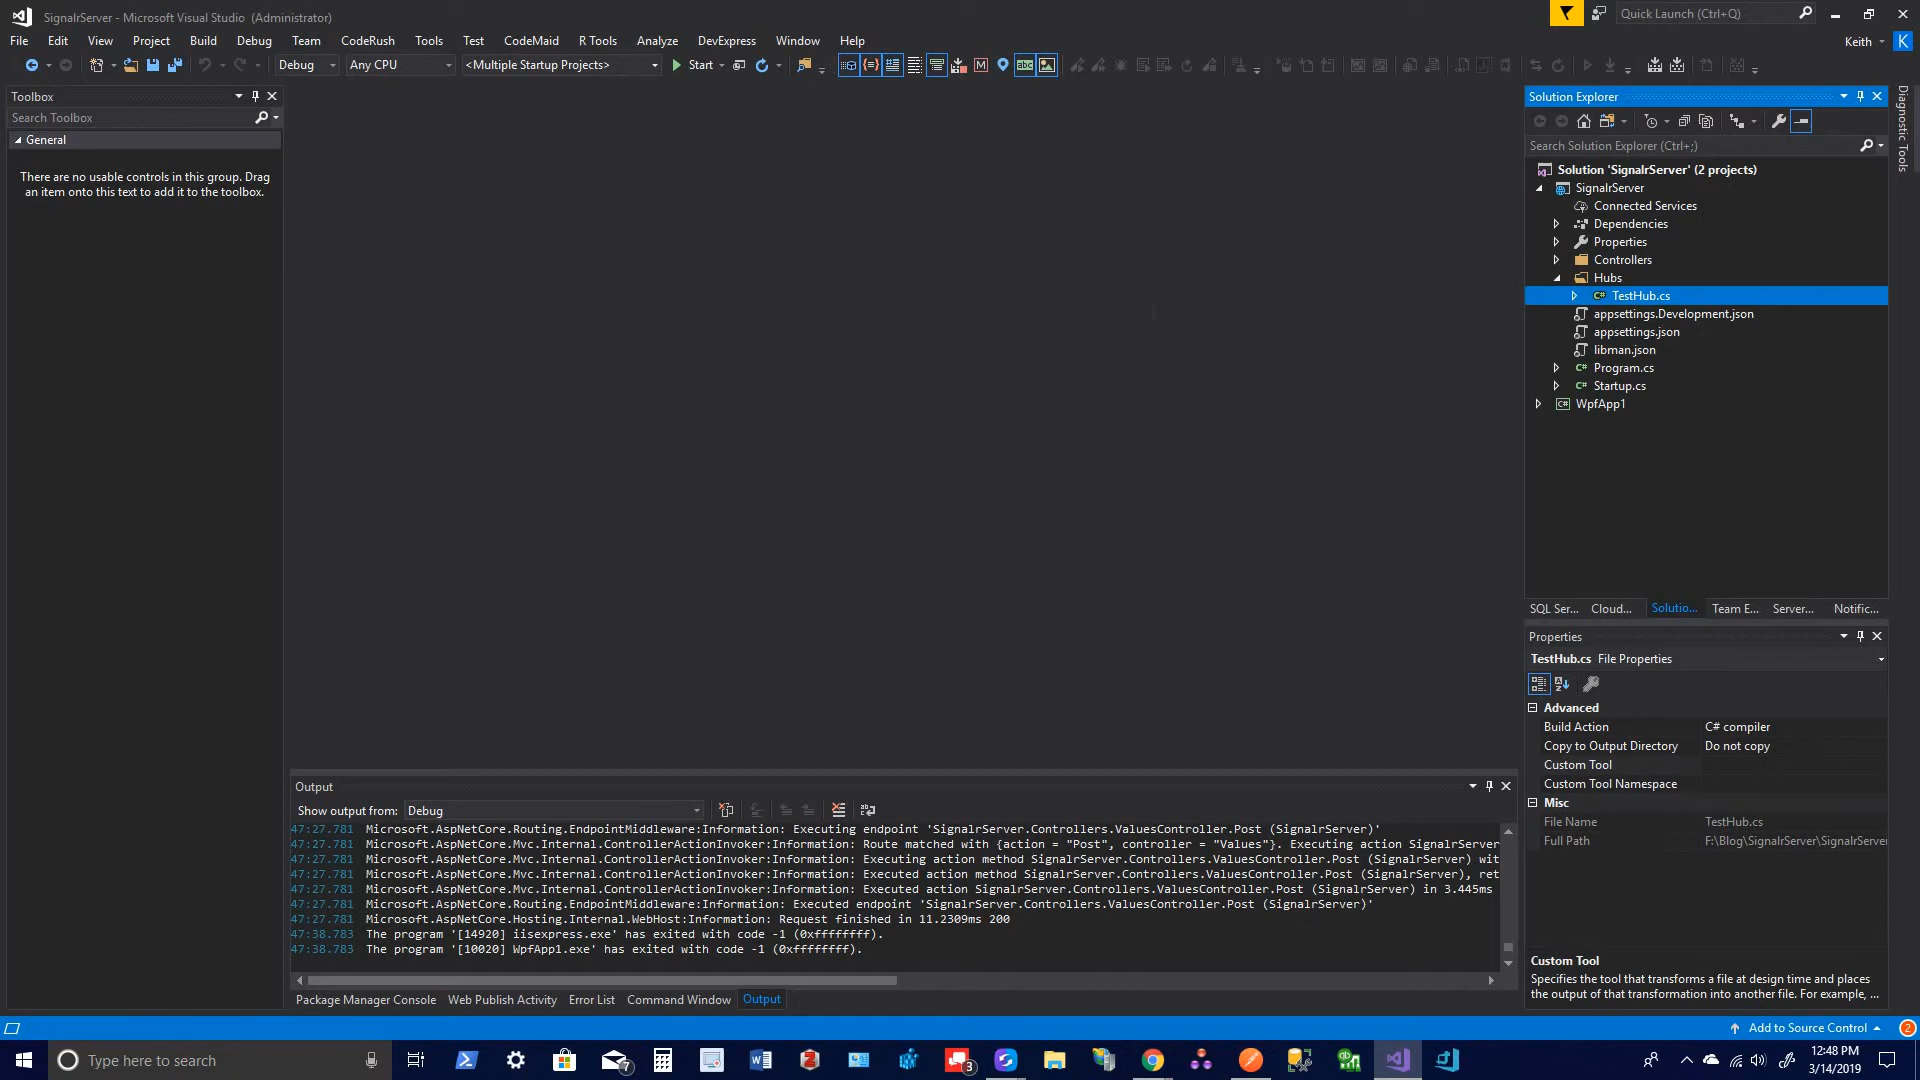 SignalrServer - Microsoft Visual Studio (Administrator)
Quick Launch (Ctrl+Q)
File Edit View Project Build Debug Team CodeRush Tools Test CodeMaid R Tools Analyze DevExpress Window Help
Keith K
Debug Any CPU <Multiple Startup Projects> Start
Toolbox
Search Toolbox
General
There are no usable controls in this group. Drag
an item onto this text to add it to the toolbox.
Solution Explorer
Search Solution Explorer (Ctrl+;)
Solution 'SignalrServer' (2 projects)
SignalrServer
Connected Services
Dependencies
Properties
Controllers
Hubs
C# TestHub.cs
appsettings.Development.json
appsettings.json
libman.json
C# Program.cs
C# Startup.cs
C# WpfApp1
Diagnostic Tools
SQL Ser... Cloud... Solutio... Team E... Server... Notific...
Properties
TestHub.cs File Properties
Advanced
Build Action C# compiler
Copy to Output Directory Do not copy
Custom Tool
Custom Tool Namespace
Misc
File Name TestHub.cs
Full Path F:\Blog\SignalrServer\SignalrServer
Custom Tool
Specifies the tool that transforms a file at design time and places
the output of that transformation into another file. For example, ...
Output
Show output from: Debug
47:27.781 Microsoft.AspNetCore.Routing.EndpointMiddleware:Information: Executing endpoint 'SignalrServer.Controllers.ValuesController.Post (SignalrServer)'
47:27.781 Microsoft.AspNetCore.Mvc.Internal.ControllerActionInvoker:Information: Route matched with {action = "Post", controller = "Values"}. Executing action SignalrServer
47:27.781 Microsoft.AspNetCore.Mvc.Internal.ControllerActionInvoker:Information: Executing action method SignalrServer.Controllers.ValuesController.Post (SignalrServer) wit
47:27.781 Microsoft.AspNetCore.Mvc.Internal.ControllerActionInvoker:Information: Executed action method SignalrServer.Controllers.ValuesController.Post (SignalrServer), ret
47:27.781 Microsoft.AspNetCore.Mvc.Internal.ControllerActionInvoker:Information: Executed action SignalrServer.Controllers.ValuesController.Post (SignalrServer) in 3.445ms
47:27.781 Microsoft.AspNetCore.Routing.EndpointMiddleware:Information: Executed endpoint 'SignalrServer.Controllers.ValuesController.Post (SignalrServer)'
47:27.781 Microsoft.AspNetCore.Hosting.Internal.WebHost:Information: Request finished in 11.2309ms 200
47:38.783 The program '[14920] iisexpress.exe' has exited with code -1 (0xffffffff).
47:38.783 The program '[10020] WpfApp1.exe' has exited with code -1 (0xffffffff).
Package Manager Console Web Publish Activity Error List Command Window Output
Add to Source Control 2
Type here to search
7
3
12:48 PM
3/14/2019